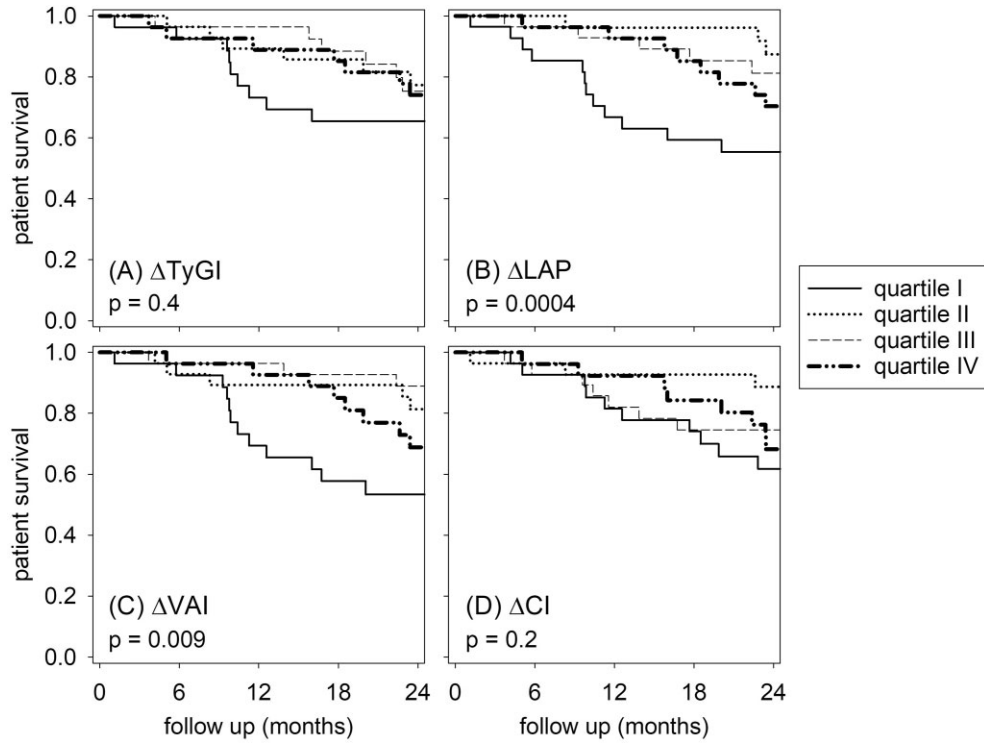 1.0
0.8
0.6
0.4
0.2
0.0
patient survival
(A) ΔTyGI
p = 0.4
(B) ΔLAP
p = 0.0004
quartile I
quartile II
quartile III
quartile IV
1.0
0.8
0.6
0.4
0.2
0.0
patient survival
(C) ΔVAI
p = 0.009
(D) ΔCI
p = 0.2
0 6 12 18 24
0 6 12 18 24
follow up (months)
follow up (months)